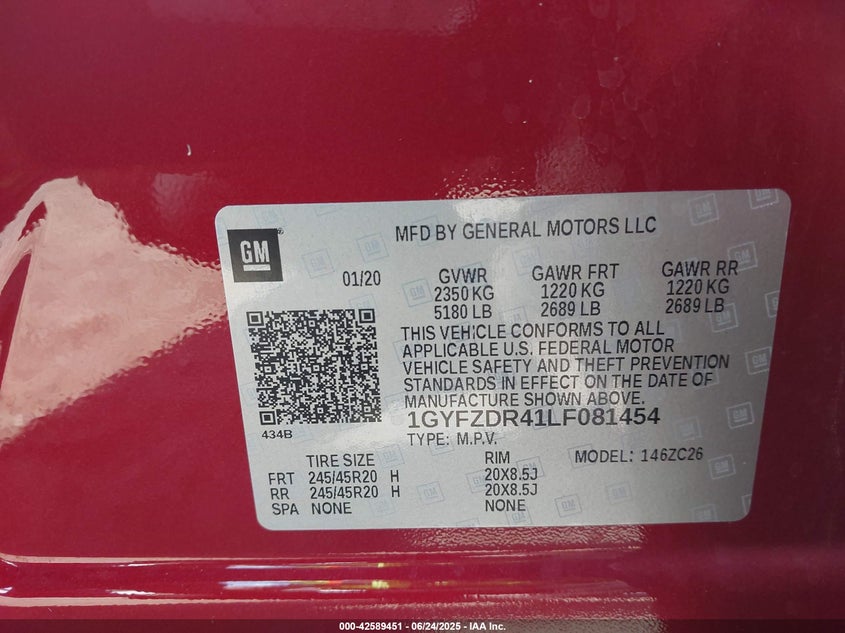 GM
MFD BY GENERAL MOTORS LLC
01/20
GVWR GAWR FRT GAWR RR
2350 KG 1220 KG 1220 KG
5180 LB 2689 LB 2689 LB
THIS VEHICLE CONFORMS TO ALL
APPLICABLE U.S. FEDERAL MOTOR
VEHICLE SAFETY AND THEFT PREVENTION
STANDARDS IN EFFECT ON THE DATE OF
MANUFACTURE SHOWN ABOVE.
1GYFZDR41LF081454
434B
TYPE: M.P.V.
MODEL: 146ZC26
TIRE SIZE RIM
FRT 245/45R20 H 20X8.5J
RR 245/45R20 H 20X8.5J
SPA NONE NONE
000-42589451 - 06/24/2025 - IAA Inc.